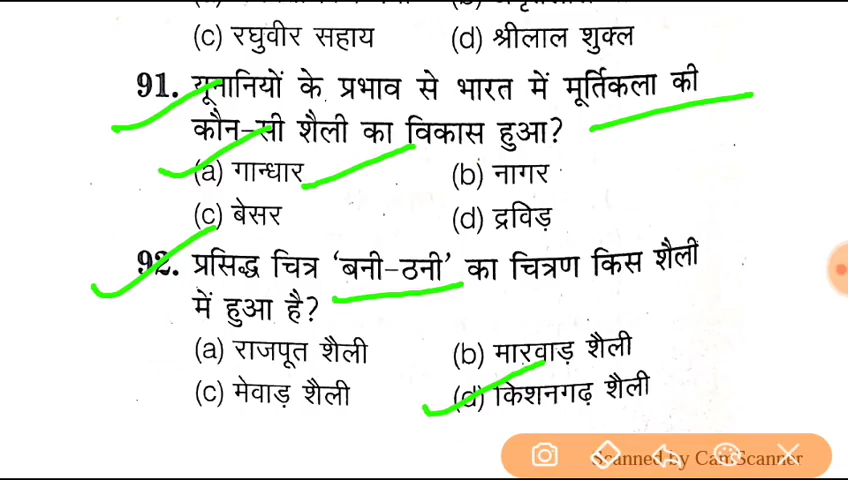 (c) रघुवीर सहाय (d) श्रीलाल शुक्ल
91. यूनानियों के प्रभाव से भारत में मूर्तिकला की
कौन-सी शैली का विकास हुआ?
(a) गान्धार (b) नागर
(c) बेसर (d) द्रविड़
92. प्रसिद्ध चित्र ‘बनी-ठनी’ का चित्रण किस शैली
में हुआ है?
(a) राजपूत शैली (b) मारवाड़ शैली
(c) मेवाड़ शैली (d) किशनगढ़ शैली
Scanned by CamScanner